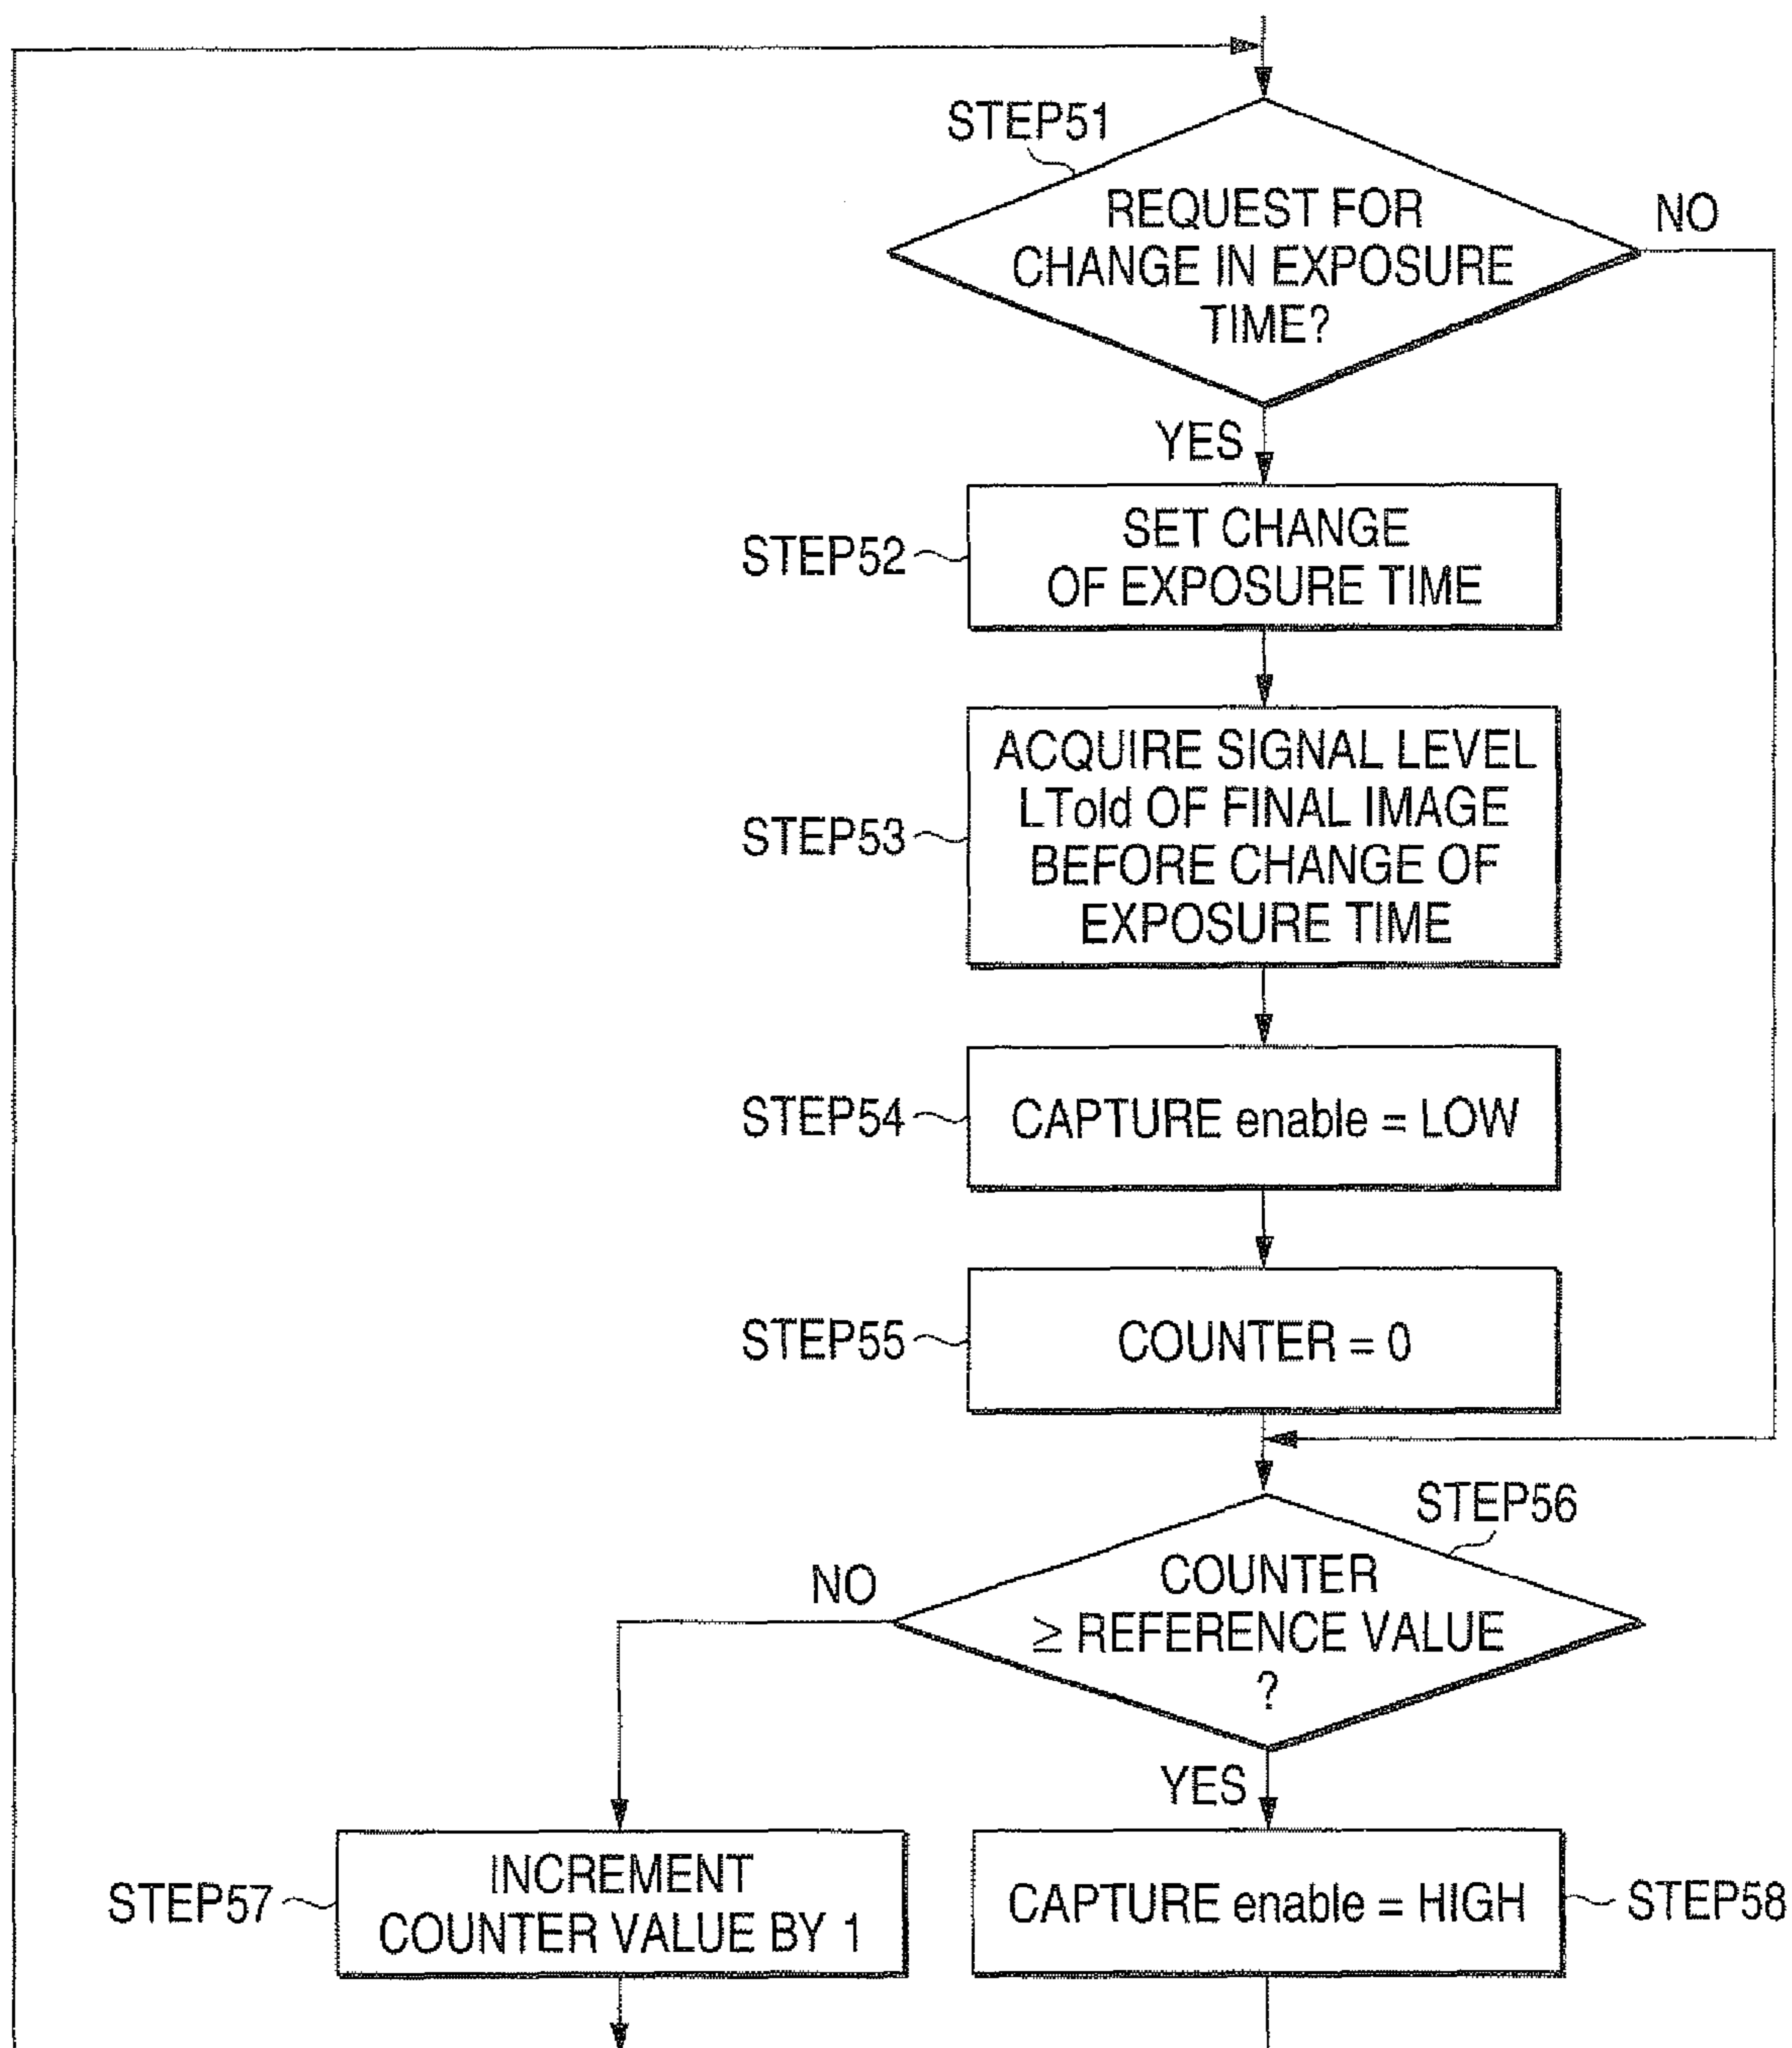 STEP51
REQUEST FOR
CHANGE IN EXPOSURE
TIME?
NO
YES
STEP52
SET CHANGE
OF EXPOSURE TIME
STEP53
ACQUIRE SIGNAL LEVEL
LTold OF FINAL IMAGE
BEFORE CHANGE OF
EXPOSURE TIME
STEP54
CAPTURE enable = LOW
STEP55
COUNTER = 0
STEP56
COUNTER
≥ REFERENCE VALUE
?
NO
YES
STEP57
INCREMENT
COUNTER VALUE BY 1
CAPTURE enable = HIGH
STEP58